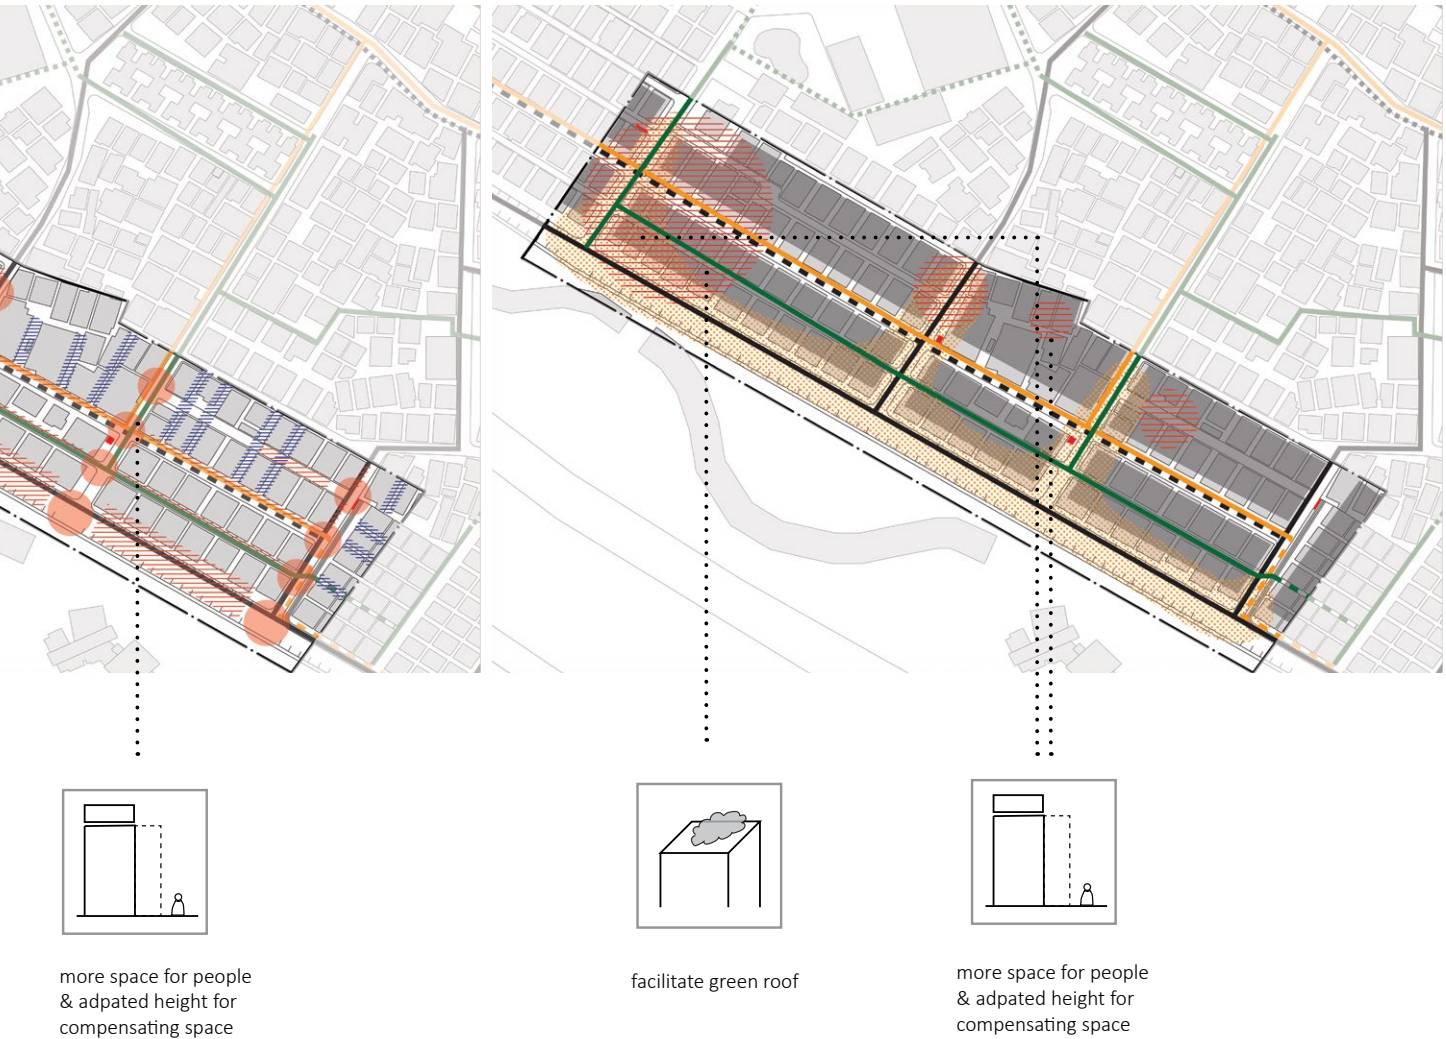 more space for people
& adpated height for
compensating space
facilitate green roof
more space for people
& adpated height for
compensating space